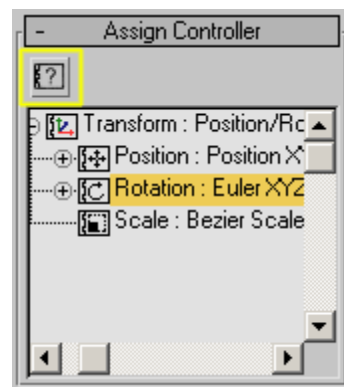 - Assign Controller
?
Transform : Position/Ro
Position : Position X
Rotation : Euler XYZ
Scale : Bezier Scale